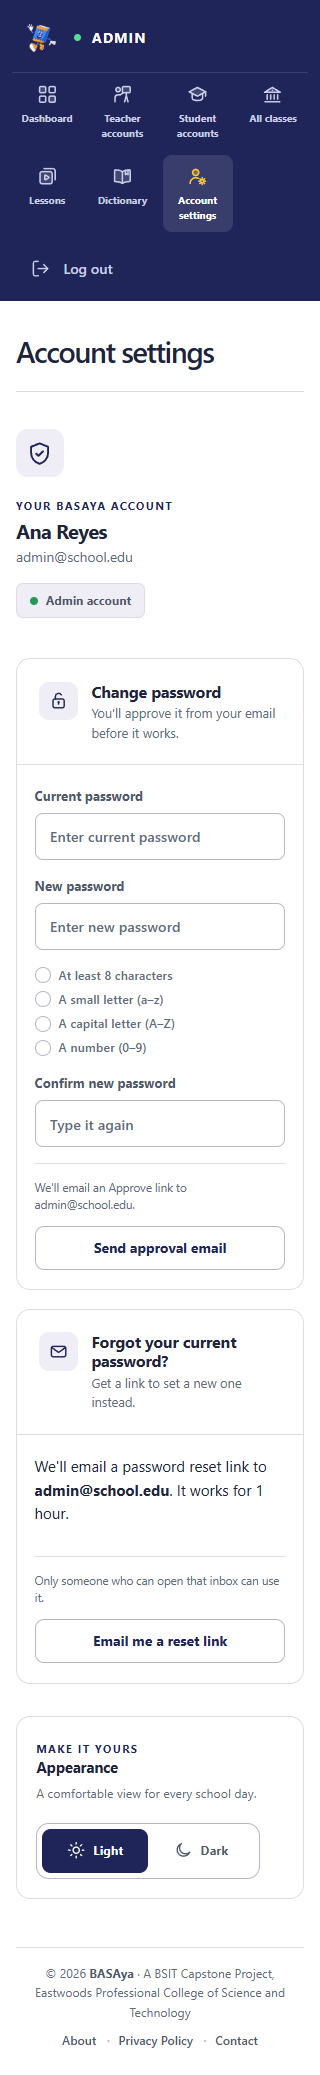 ADMIN
Dashboard
Teacher accounts
Student accounts
All classes
Lessons
Dictionary
Account settings
Log out
Account settings
YOUR BASAYA ACCOUNT
Ana Reyes
admin@school.edu
Admin account
Change password
You'll approve it from your email
before it works.
Current password
Enter current password
New password
Enter new password
At least 8 characters
A small letter (a–z)
A capital letter (A–Z)
A number (0–9)
Confirm new password
Type it again
We'll email an Approve link to
admin@school.edu.
Send approval email
Forgot your current
password?
Get a link to set a new one
instead.
We'll email a password reset link to
admin@school.edu. It works for 1
hour.
Only someone who can open that inbox can use
it.
Email me a reset link
MAKE IT YOURS
Appearance
A comfortable view for every school day.
Light
Dark
© 2026 BASAya · A BSIT Capstone Project,
Eastwoods Professional College of Science and
Technology
About · Privacy Policy · Contact